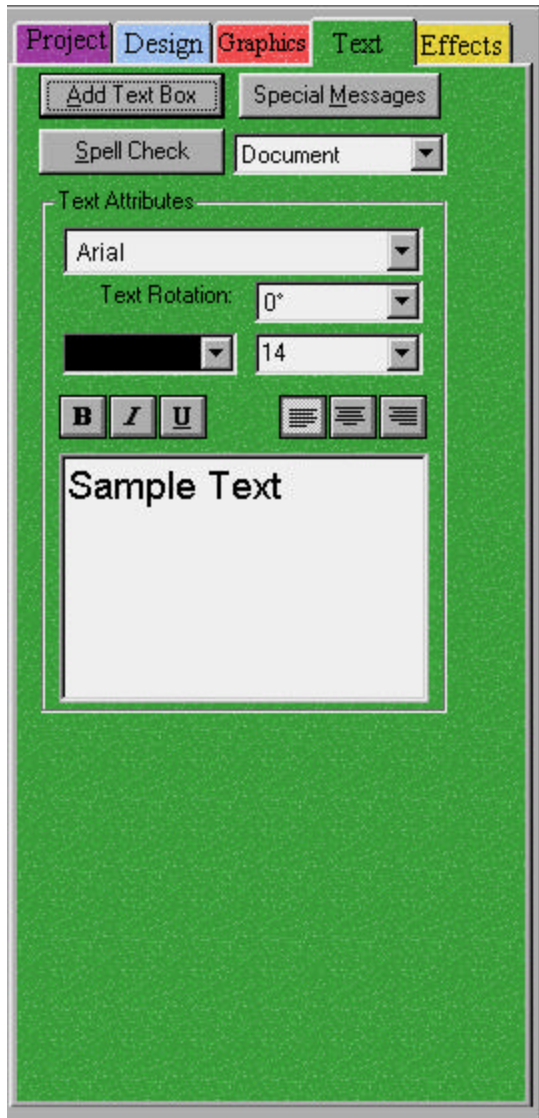 Project Design Graphics Text Effects
Add Text Box Special Messages
Spell Check Document
Text Attributes
Arial
Text Rotation: 0°
14
B I U
Sample Text